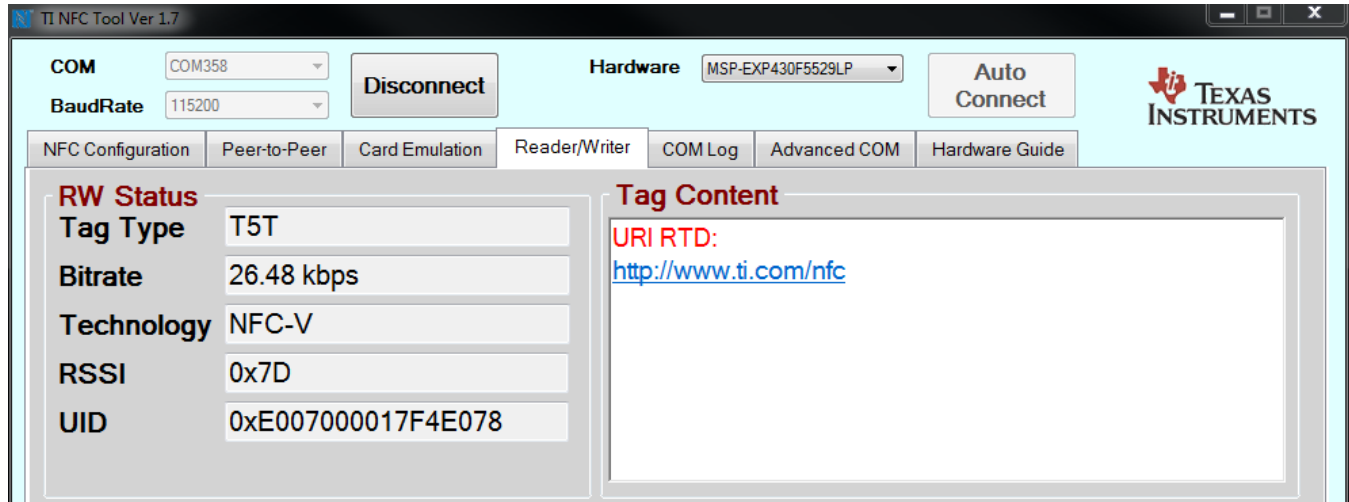 TI NFC Tool Ver 1.7
COM COM358 Disconnect Hardware MSP-EXP430F5529LP Auto Connect
BaudRate 115200
TEXAS INSTRUMENTS
NFC Configuration Peer-to-Peer Card Emulation Reader/Writer COM Log Advanced COM Hardware Guide
RW Status
Tag Type T5T
Bitrate 26.48 kbps
Technology NFC-V
RSSI 0x7D
UID 0xE007000017F4E078
Tag Content
URI RTD:
http://www.ti.com/nfc